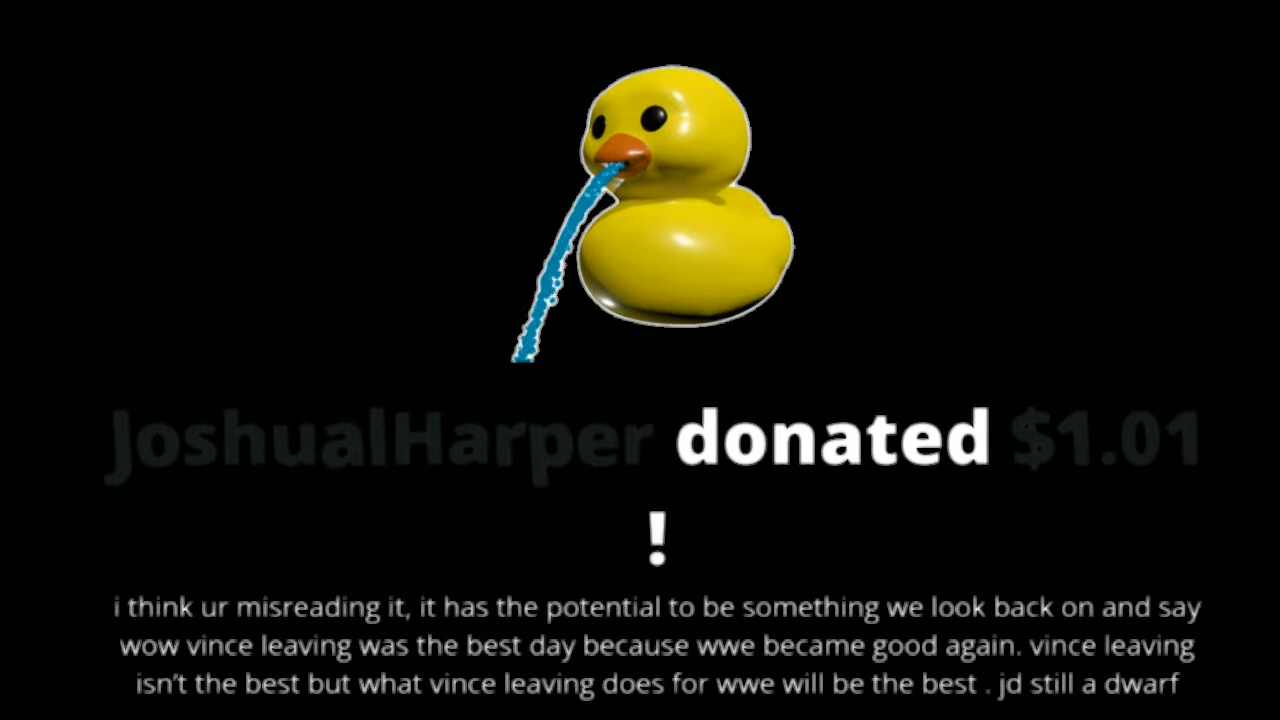 JoshualHarper donated $1.01
!
i think ur misreading it, it has the potential to be something we look back on and say
wow vince leaving was the best day because wwe became good again. vince leaving
isn't the best but what vince leaving does for wwe will be the best . jd still a dwarf